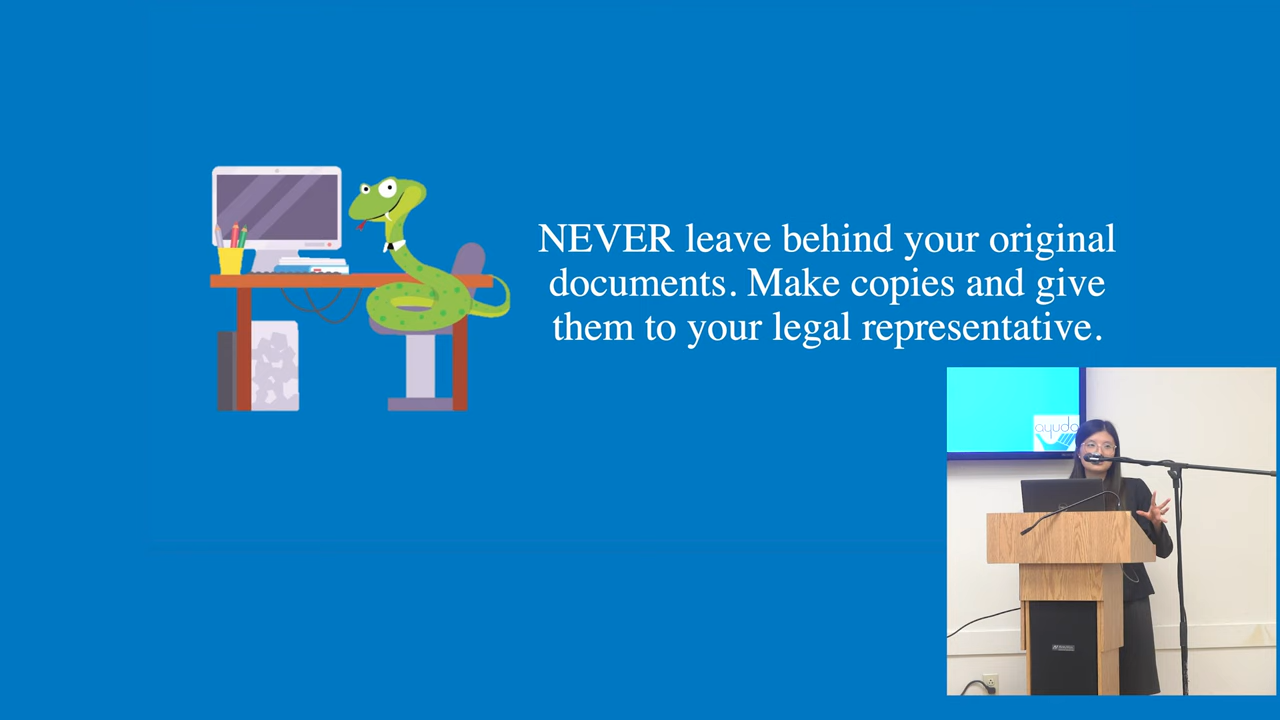 NEVER leave behind your original
documents. Make copies and give
them to your legal representative.
ayuda